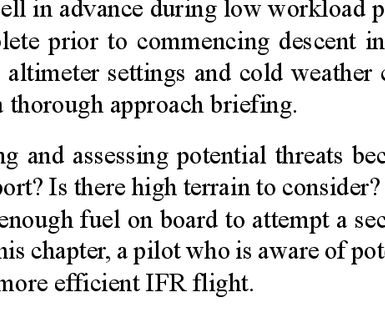 ell in advance during low workload p
lete prior to commencing descent in
altimeter settings and cold weather c
a thorough approach briefing.
ng and assessing potential threats bec
port? Is there high terrain to consider?
enough fuel on board to attempt a sec
his chapter, a pilot who is aware of pot
more efficient IFR flight.